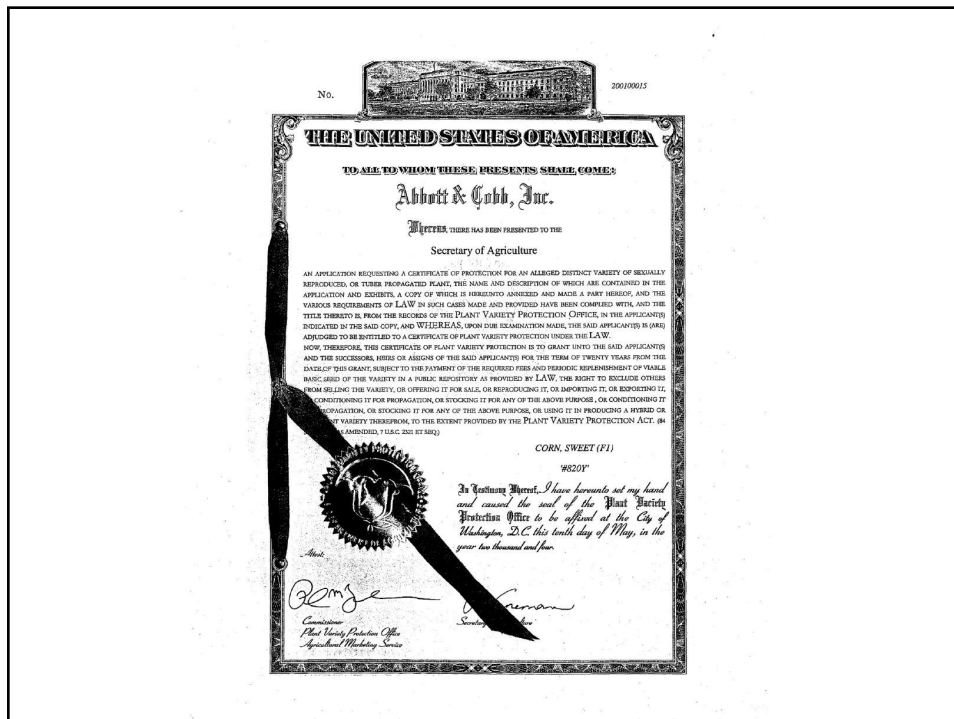 No.
200100015
THE UNITED STATES OF AMERICA
TO ALL TO WHOM THESE PRESENTS SHALL COME:
Abbott & Cobb, Inc.
Whereas, THERE HAS BEEN PRESENTED TO THE
Secretary of Agriculture
AN APPLICATION REQUESTING A CERTIFICATE OF PROTECTION FOR AN ALLEGED DISTINCT VARIETY OF SEXUALLY
REPRODUCED, OR TUBER PROPAGATED PLANT, THE NAME AND DESCRIPTION OF WHICH ARE CONTAINED IN THE
APPLICATION AND EXHIBITS, A COPY OF WHICH IS HEREUNTO ANNEXED AND MADE A PART HEREOF, AND THE
VARIOUS REQUIREMENTS OF LAW IN SUCH CASES MADE AND PROVIDED HAVE BEEN COMPLIED WITH, AND THE
TITLE THERETO IS, FROM THE RECORDS OF THE PLANT VARIETY PROTECTION OFFICE, IN THE APPLICANT(S)
INDICATED IN THE SAID COPY, AND WHEREAS, UPON DUE EXAMINATION MADE, THE SAID APPLICANT(S) IS (ARE)
ADJUDGED TO BE ENTITLED TO A CERTIFICATE OF PLANT VARIETY PROTECTION UNDER THE LAW.
NOW, THEREFORE, THIS CERTIFICATE OF PLANT VARIETY PROTECTION IS TO GRANT UNTO THE SAID APPLICANT(S)
AND THE SUCCESSORS, HEIRS OR ASSIGNS OF THE SAID APPLICANT(S) FOR THE TERM OF TWENTY YEARS FROM THE
DATE OF THIS GRANT, SUBJECT TO THE PAYMENT OF THE REQUIRED FEES AND PERIODIC REPLENISHMENT OF VIABLE
BASIC SEED OF THE VARIETY IN A PUBLIC REPOSITORY AS PROVIDED BY LAW, THE RIGHT TO EXCLUDE OTHERS
FROM SELLING THE VARIETY, OR OFFERING IT FOR SALE, OR REPRODUCING IT, OR IMPORTING IT, OR EXPORTING IT,
CONDITIONING IT FOR PROPAGATION, OR STOCKING IT FOR ANY OF THE ABOVE PURPOSE, OR CONDITIONING IT
PROPAGATION, OR STOCKING IT FOR ANY OF THE ABOVE PURPOSE, OR USING IT IN PRODUCING A HYBRID OR
VARIETY THEREFROM, TO THE EXTENT PROVIDED BY THE PLANT VARIETY PROTECTION ACT. (84
AS AMENDED, 7 U.S.C. 2321 ET SEQ.)
CORN, SWEET (F1)
'#820Y'
In Testimony Whereof, I have hereunto set my hand
and caused the seal of the Plant Variety
Protection Office to be affixed at the City of
Washington, D.C. this tenth day of May, in the
year two thousand and four.
Attest:
Commissioner
Plant Variety Protection Office
Agricultural Marketing Service